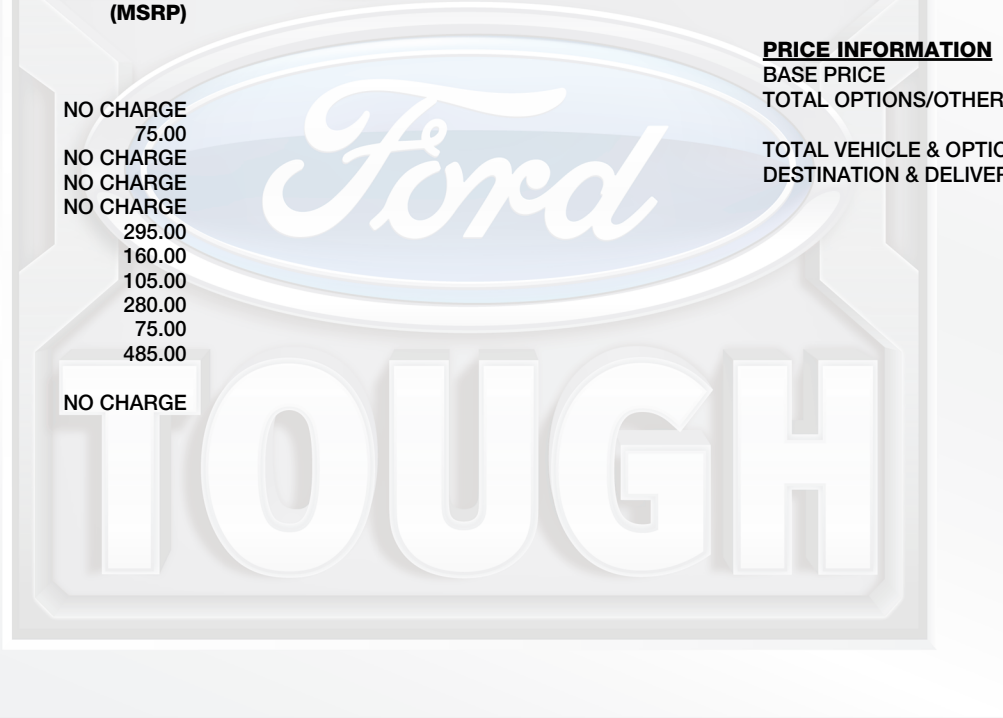 (MSRP)
NO CHARGE
75.00
NO CHARGE
NO CHARGE
NO CHARGE
295.00
160.00
105.00
280.00
75.00
485.00
NO CHARGE
PRICE INFORMATION
BASE PRICE
TOTAL OPTIONS/OTHER
TOTAL VEHICLE & OPTIO
DESTINATION & DELIVER
Ford
TOUGH